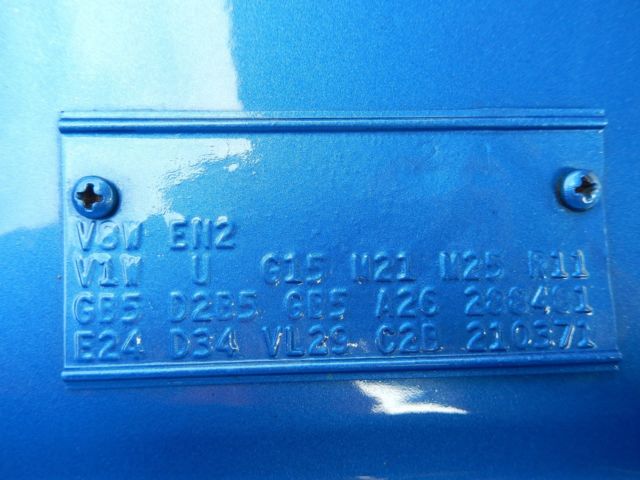 V8W EN2
V1W U G15 M21 M25 R11
GB5 D2B5 GB5 A26
E24 D34 VL29 C2B 210371